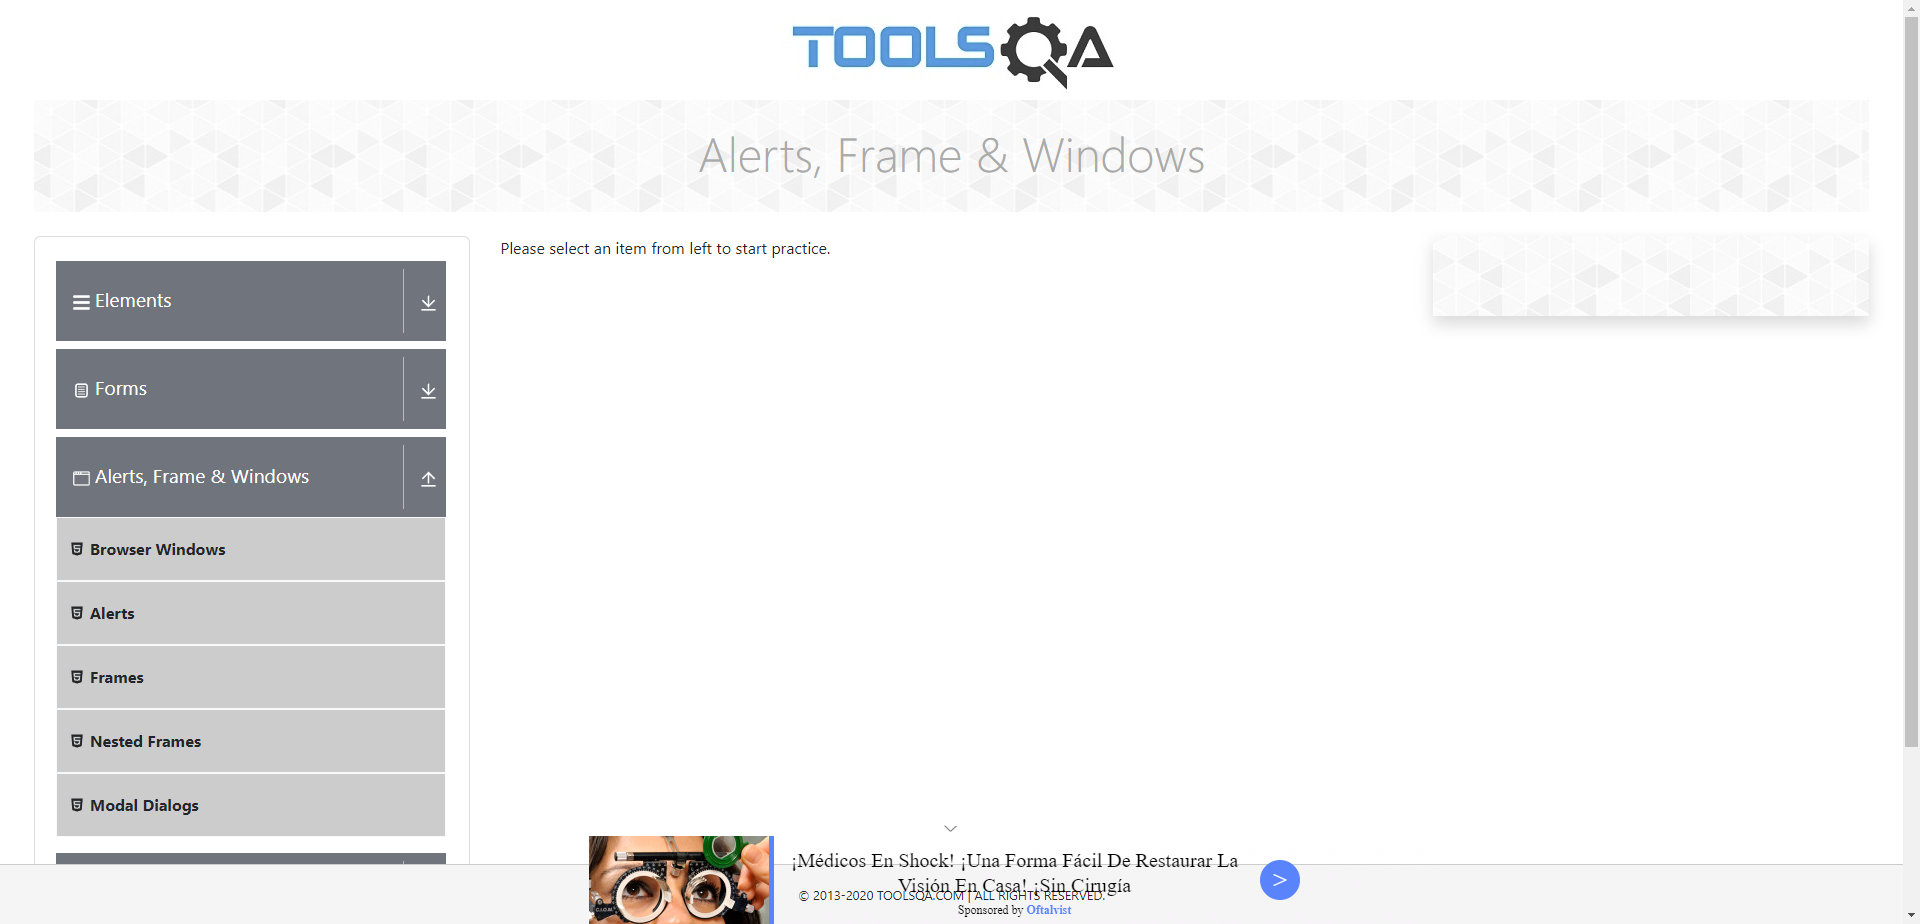 TOOLSQA
Alerts, Frame & Windows
Please select an item from left to start practice.
Elements
Forms
Alerts, Frame & Windows
Browser Windows
Alerts
Frames
Nested Frames
Modal Dialogs
¡Médicos En Shock! ¡Una Forma Fácil De Restaurar La
Visión En Casa! ¡Sin Cirugía
© 2013-2020 TOOLSQA.COM | ALL RIGHTS RESERVED.
Sponsored by Oftalvist